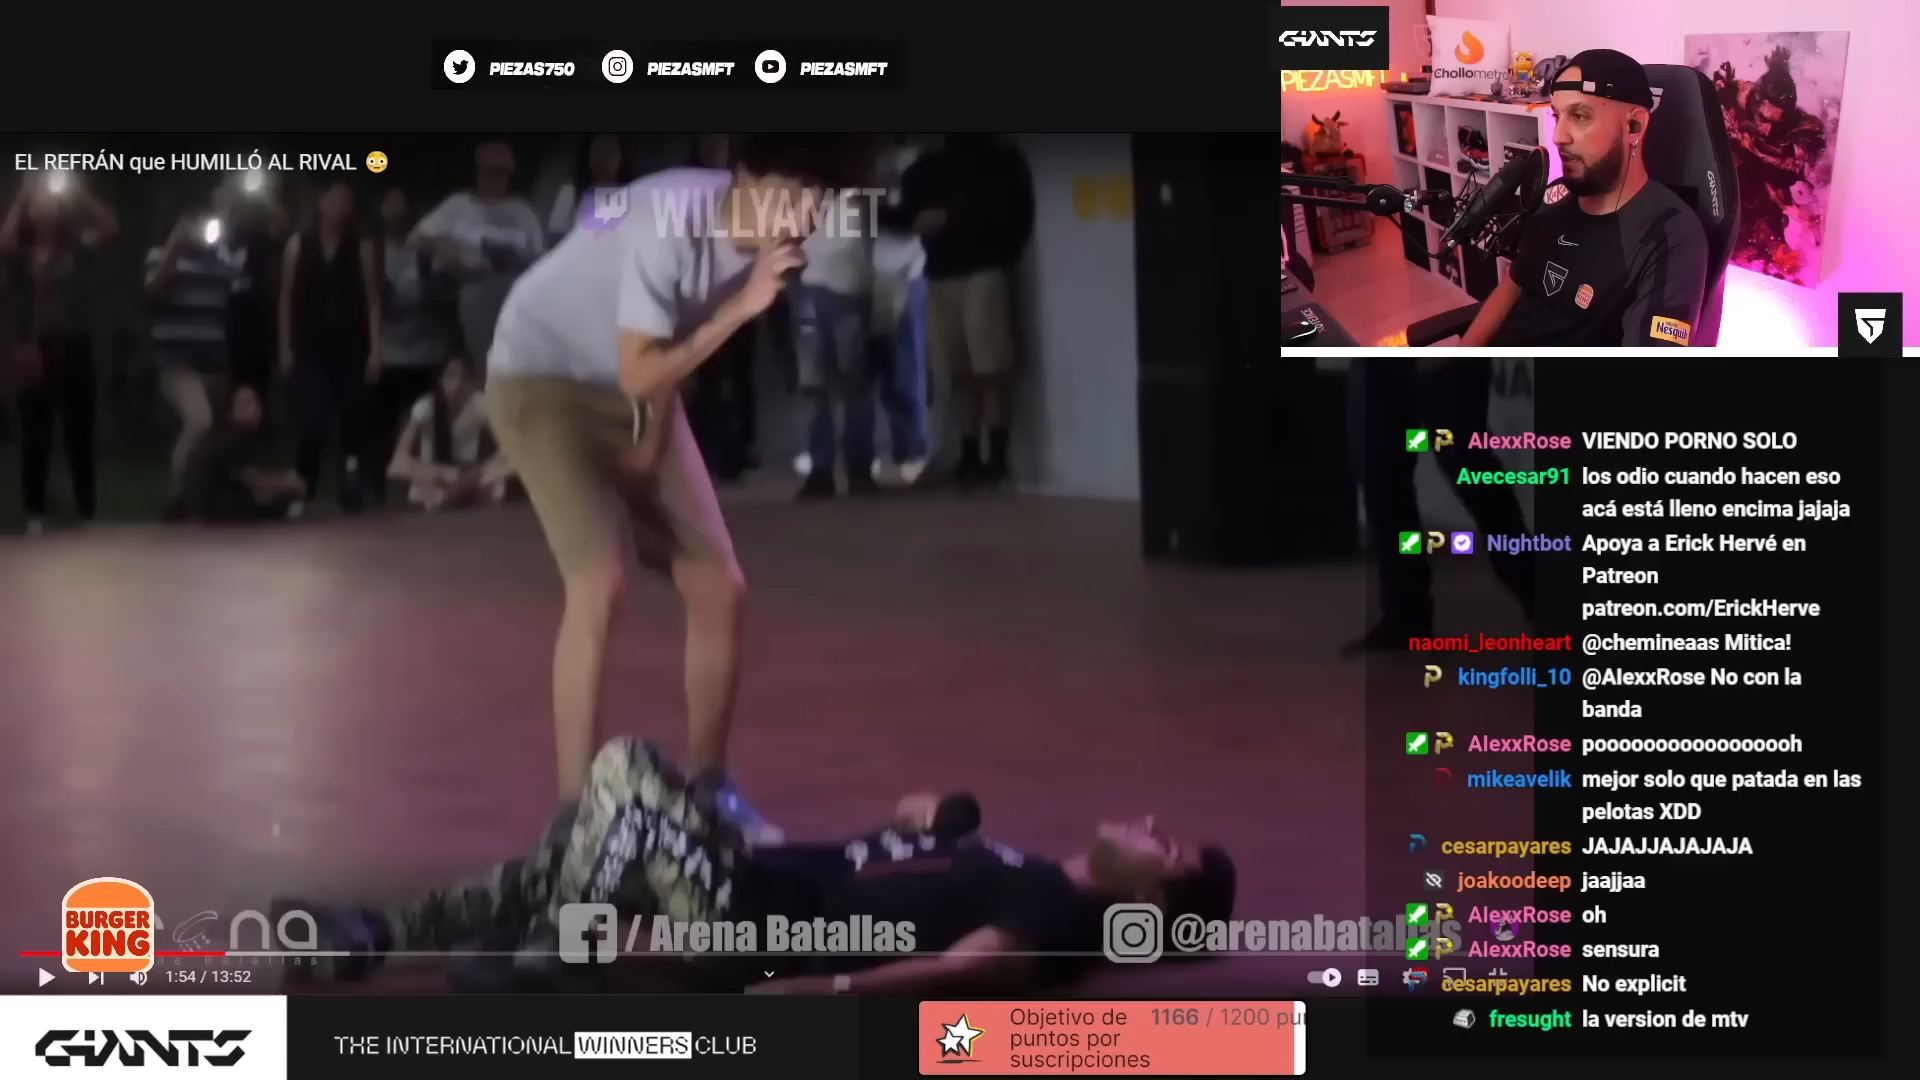 PIEZAS750
PIEZASMFT
PIEZASMFT
GIANTS
PIEZASMFT
Chollometro
EL REFRÁN que HUMILLÓ AL RIVAL 😳
WILLYAMET
Nesquik
AlexxRose VIENDO PORNO SOLO
Avecesar91 los odio cuando hacen eso
acá está lleno encima jajaja
Nightbot Apoya a Erick Hervé en
Patreon
patreon.com/ErickHerve
naomi_leonheart @chemineaas Mitica!
kingfolli_10 @AlexxRose No con la
banda
AlexxRose poooooooooooooooh
mikeavelik mejor solo que patada en las
pelotas XDD
cesarpayares JAJAJJAJAJAJA
joakoodeep jaajjaa
AlexxRose oh
AlexxRose sensura
cesarpayares No explicit
fresught la version de mtv
BURGER
KING
/ Arena Batallas
@arenabatallas
1:54 / 13:52
GIANTS
THE INTERNATIONAL WINNERS CLUB
Objetivo de
puntos por
suscripciones
1166 / 1200